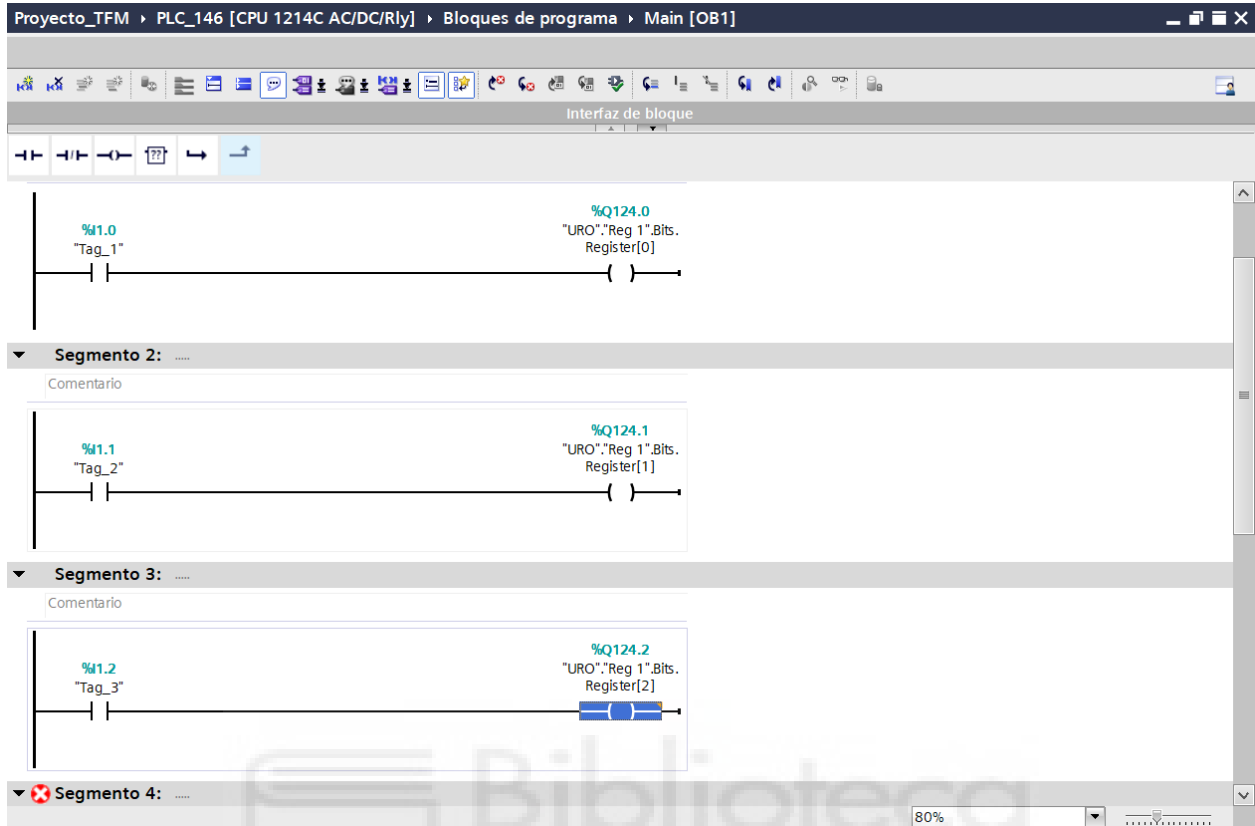 Proyecto_TFM › PLC_146 [CPU 1214C AC/DC/Rly] › Bloques de programa › Main [OB1]
Interfaz de bloque
??
%I1.0
"Tag_1"
%Q124.0
"URO"."Reg 1".Bits.
Register[0]
Segmento 2: .....
Comentario
%I1.1
"Tag_2"
%Q124.1
"URO"."Reg 1".Bits.
Register[1]
Segmento 3: .....
Comentario
%I1.2
"Tag_3"
%Q124.2
"URO"."Reg 1".Bits.
Register[2]
Biblioteca
Segmento 4: .....
80%